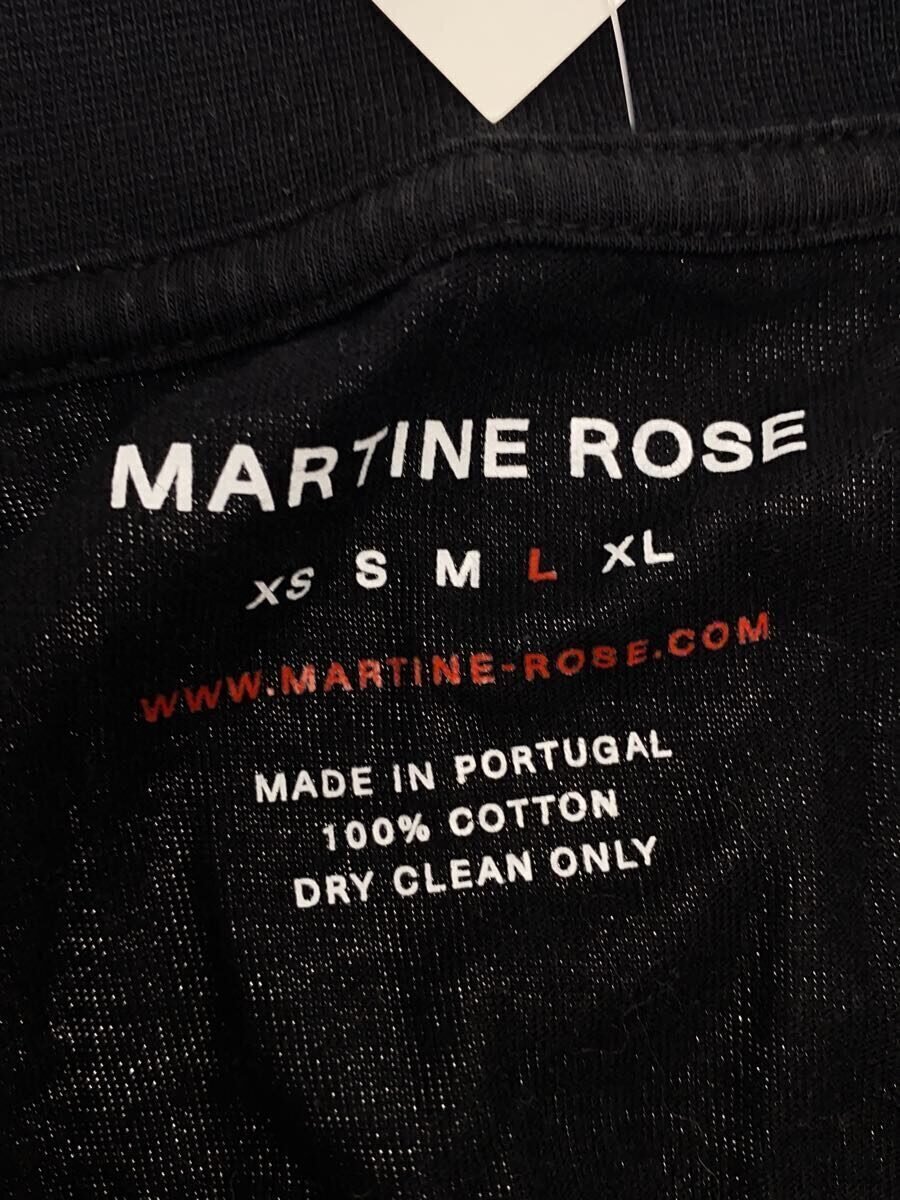 MARTINE ROSE
XS S M L XL
WWW.MARTINE-ROSE.COM
MADE IN PORTUGAL
100% COTTON
DRY CLEAN ONLY